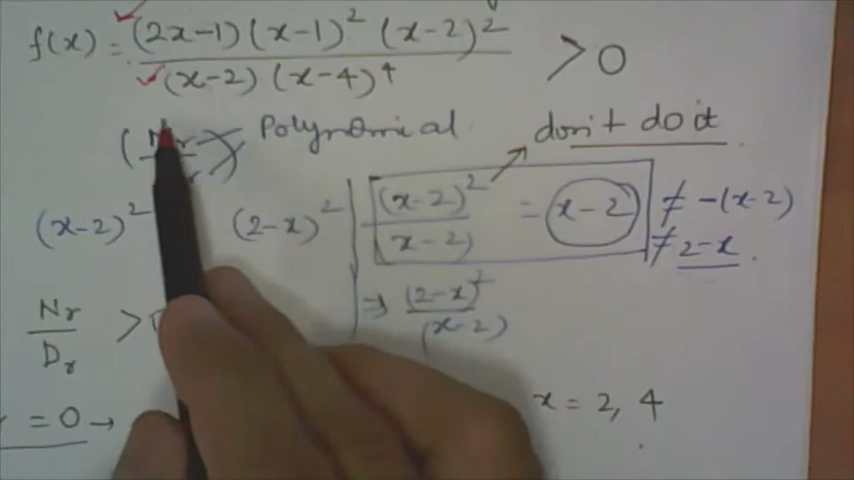 f(x) = (2x-1)(x-1)² (x-2)² / (x-2)(x-4)⁴ > 0
Polynomial don't do it
(x-2)² (2-x)² (x-2)² / x-2 = x-2 ≠ -(x-2)
≠ 2-x.
⇒ (2-x)² / (x-2)
Nr / Dr >
= 0 → x = 2, 4